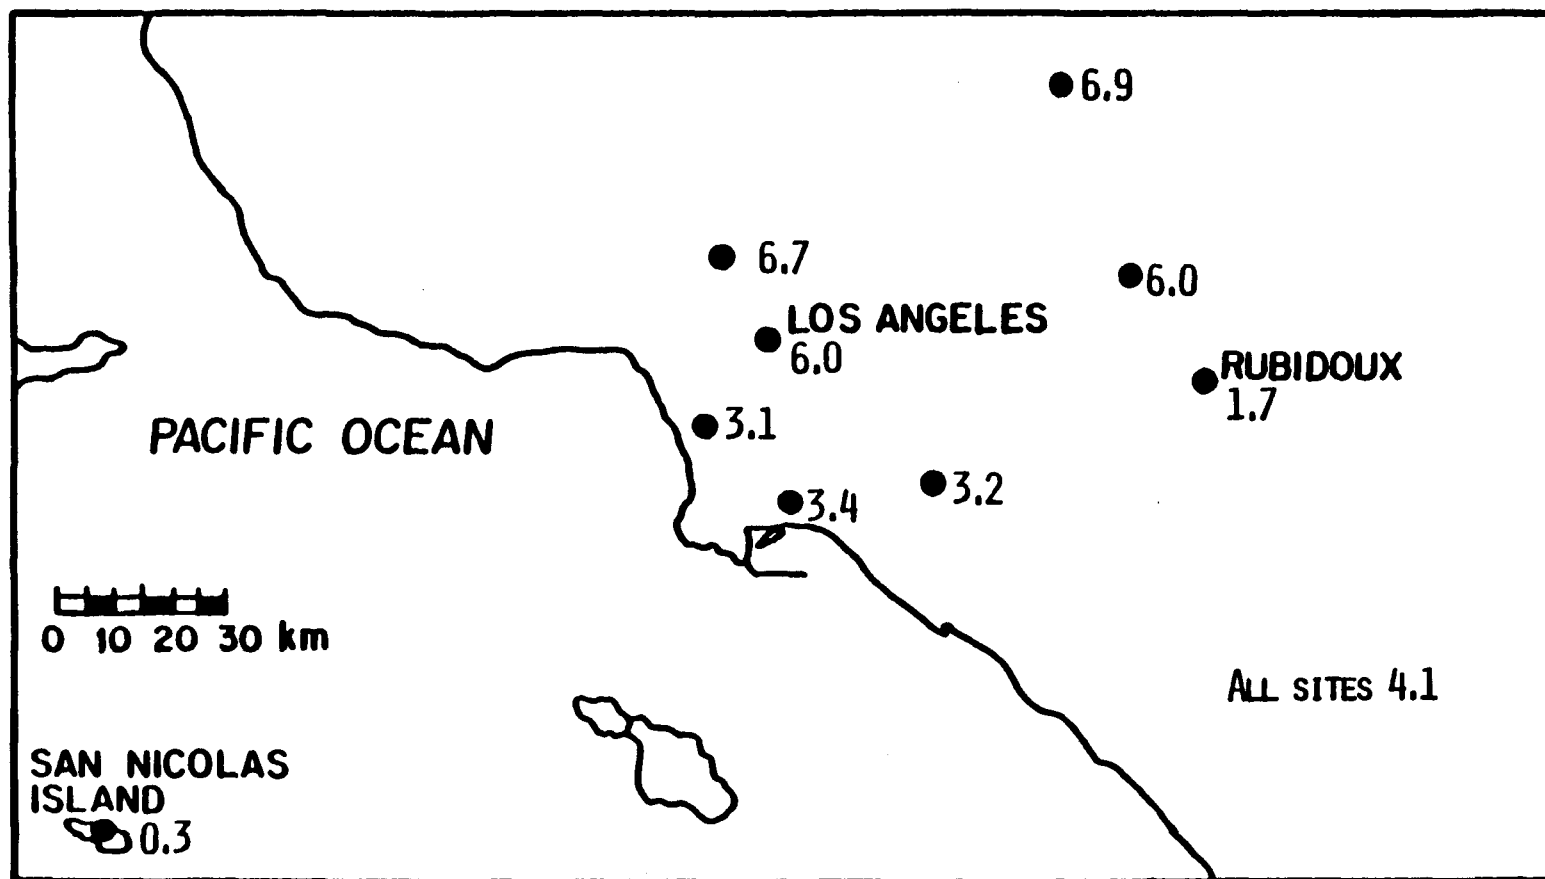 6.9
6.7
6.0
LOS ANGELES
6.0
RUBIDOUX
1.7
3.1
PACIFIC OCEAN
3.2
3.4
0 10 20 30 km
ALL SITES 4.1
SAN NICOLAS
ISLAND
0.3